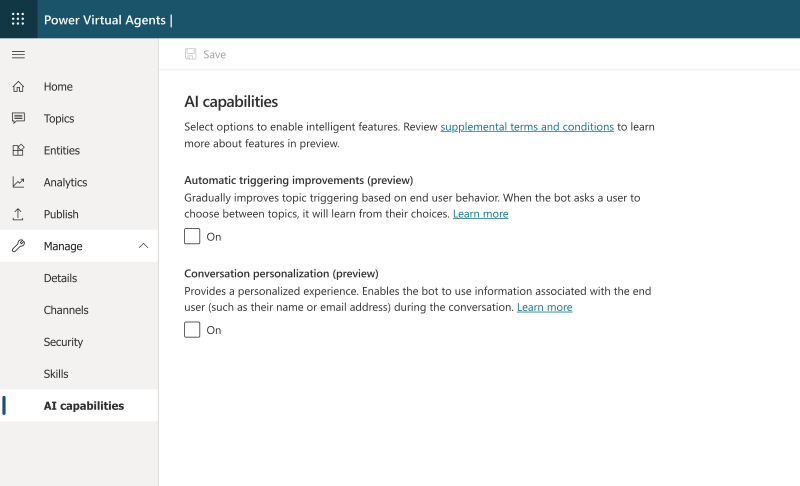 Power Virtual Agents |
Save
Home
Topics
Entities
Analytics
Publish
Manage
Details
Channels
Security
Skills
AI capabilities
AI capabilities
Select options to enable intelligent features. Review supplemental terms and conditions to learn
more about features in preview.
Automatic triggering improvements (preview)
Gradually improves topic triggering based on end user behavior. When the bot asks a user to
choose between topics, it will learn from their choices. Learn more
On
Conversation personalization (preview)
Provides a personalized experience. Enables the bot to use information associated with the end
user (such as their name or email address) during the conversation. Learn more
On